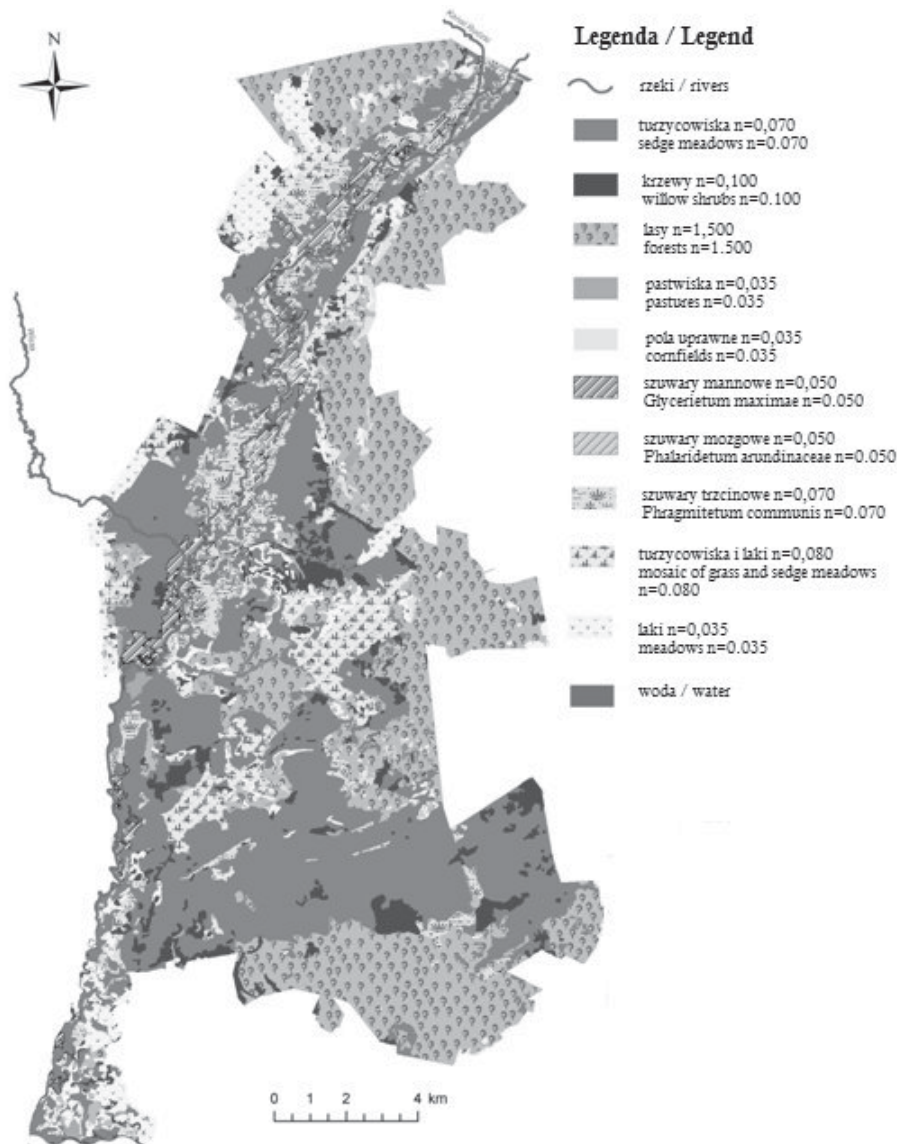 N
Legenda / Legend
rzeki / rivers
turzycowiska n=0,070
sedge meadows n=0.070
krzewy n=0,100
willow shrubs n=0.100
lasy n=1,500
forests n=1.500
pastwiska n=0,035
pastures n=0.035
pola uprawne n=0,035
cornfields n=0.035
szuwary mannowe n=0,050
Glycerietum maximae n=0.050
szuwary mozgowe n=0,050
Phalaridetum arundinaceae n=0.050
szuwary trzcinowe n=0,070
Phragmitetum communis n=0.070
turzycowiska i laki n=0,080
mosaic of grass and sedge meadows
n=0.080
laki n=0,035
meadows n=0.035
woda / water
0 1 2 4 km